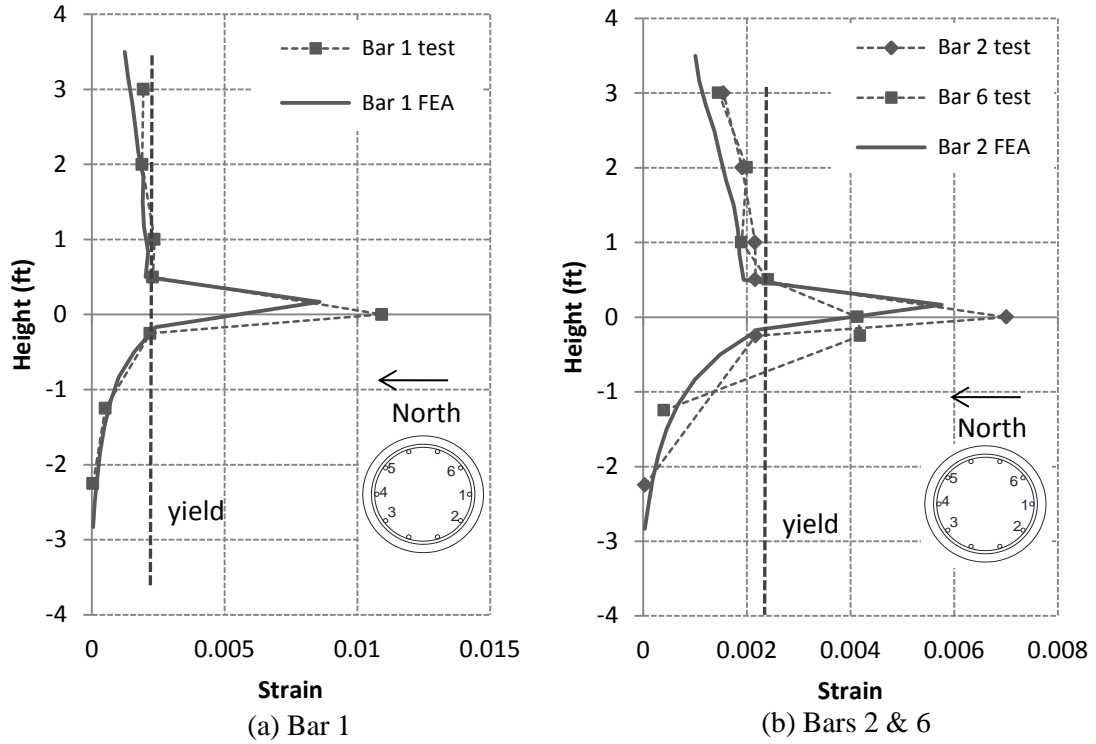 4
3
2
1
0
-1
-2
-3
-4
Height (ft)
0
0.005
0.01
0.015
Strain
Bar 1 test
Bar 1 FEA
North
5
6
4
1
3
2
yield
(a) Bar 1
4
3
2
1
0
-1
-2
-3
-4
Height (ft)
0
0.002
0.004
0.006
0.008
Strain
Bar 2 test
Bar 6 test
Bar 2 FEA
North
5
6
4
1
3
2
yield
(b) Bars 2 & 6